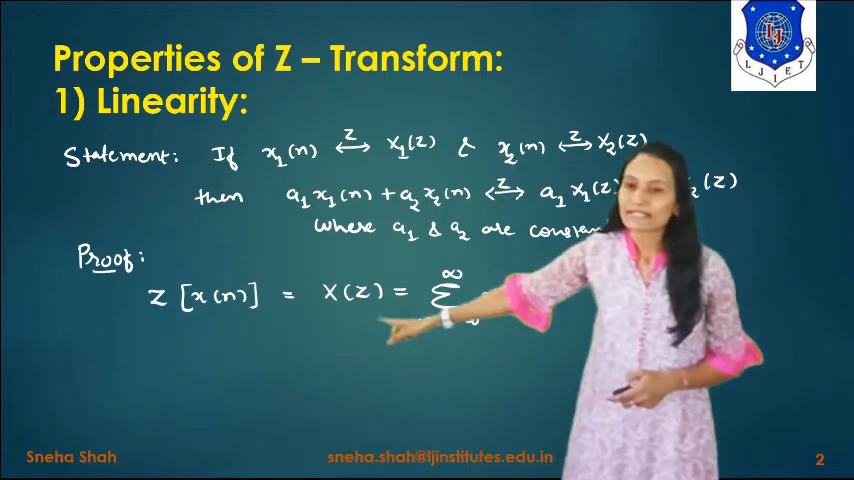 Properties of Z – Transform:
1) Linearity:
LJIET
Statement: If x₁(n) ⟷ᶻ X₁(z) & x₂(n) ⟷ᶻ X₂(z)
then a₁x₁(n) + a₂x₂(n) ⟷ᶻ a₁X₁(z) (z)
where a₁ & a₂ are
Proof:
Z [x(n)] = X(z) = Σ ∞
Sneha Shah sneha.shah@ljinstitutes.edu.in 2